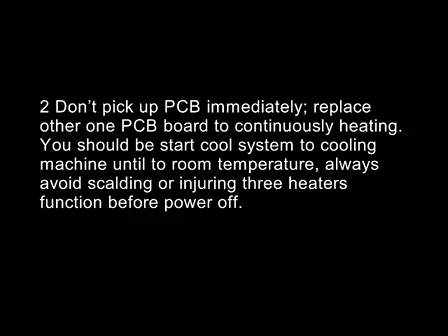 2 Don't pick up PCB immediately; replace
other one PCB board to continuously heating.
You should be start cool system to cooling
machine until to room temperature, always
avoid scalding or injuring three heaters
function before power off.